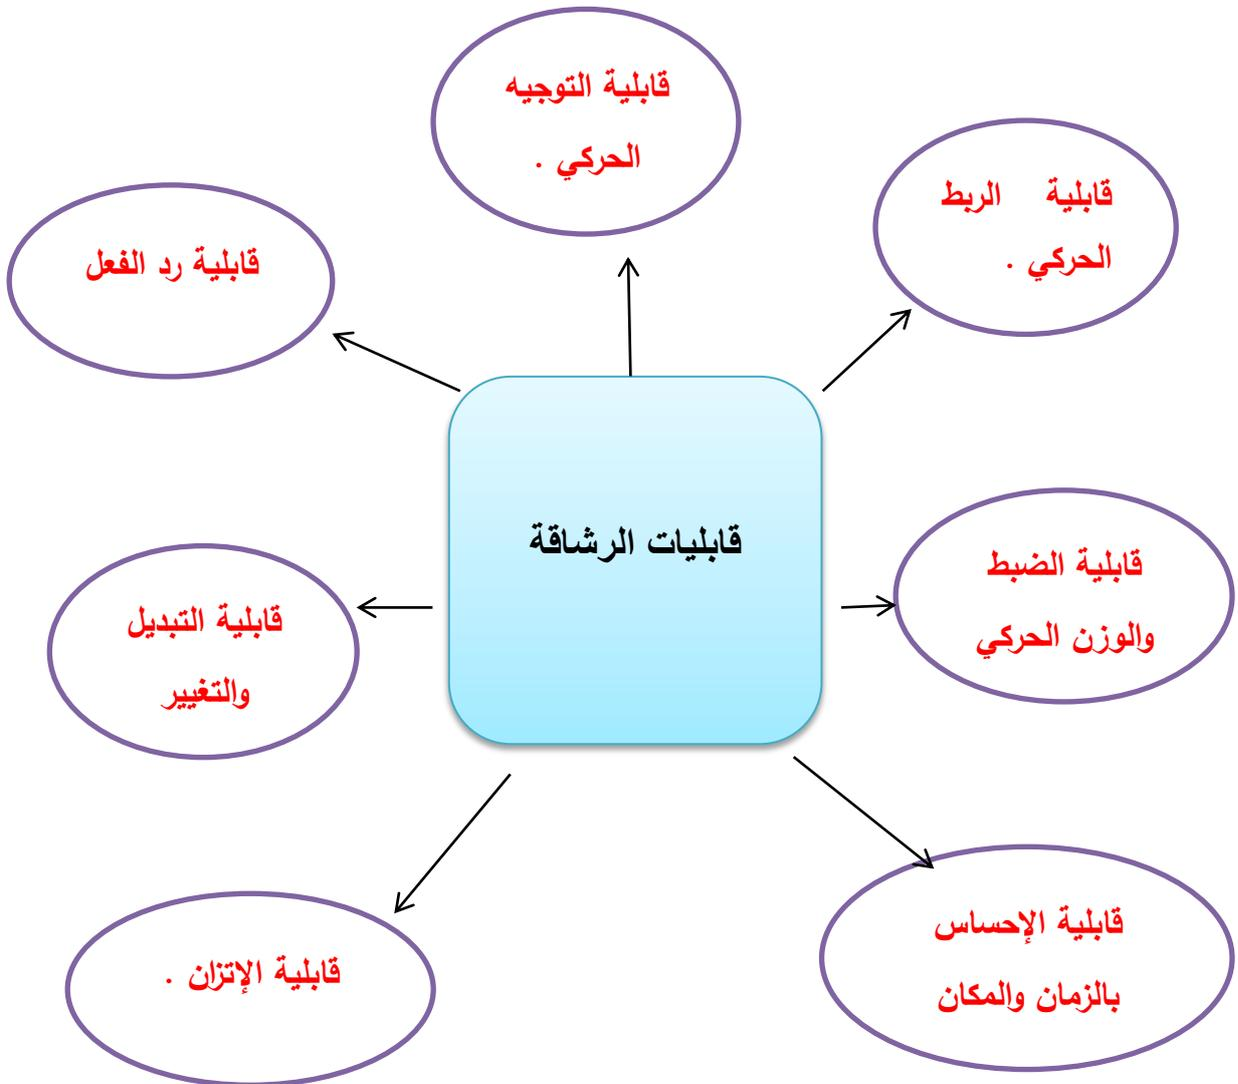 قابلية التوجيه
الحركي .
قابلية الربط
الحركي .
قابلية رد الفعل
قابليات الرشاقة
قابلية الضبط
والوزن الحركي
قابلية التبديل
والتغيير
قابلية الإحساس
بالزمان والمكان
قابلية الإتزان .